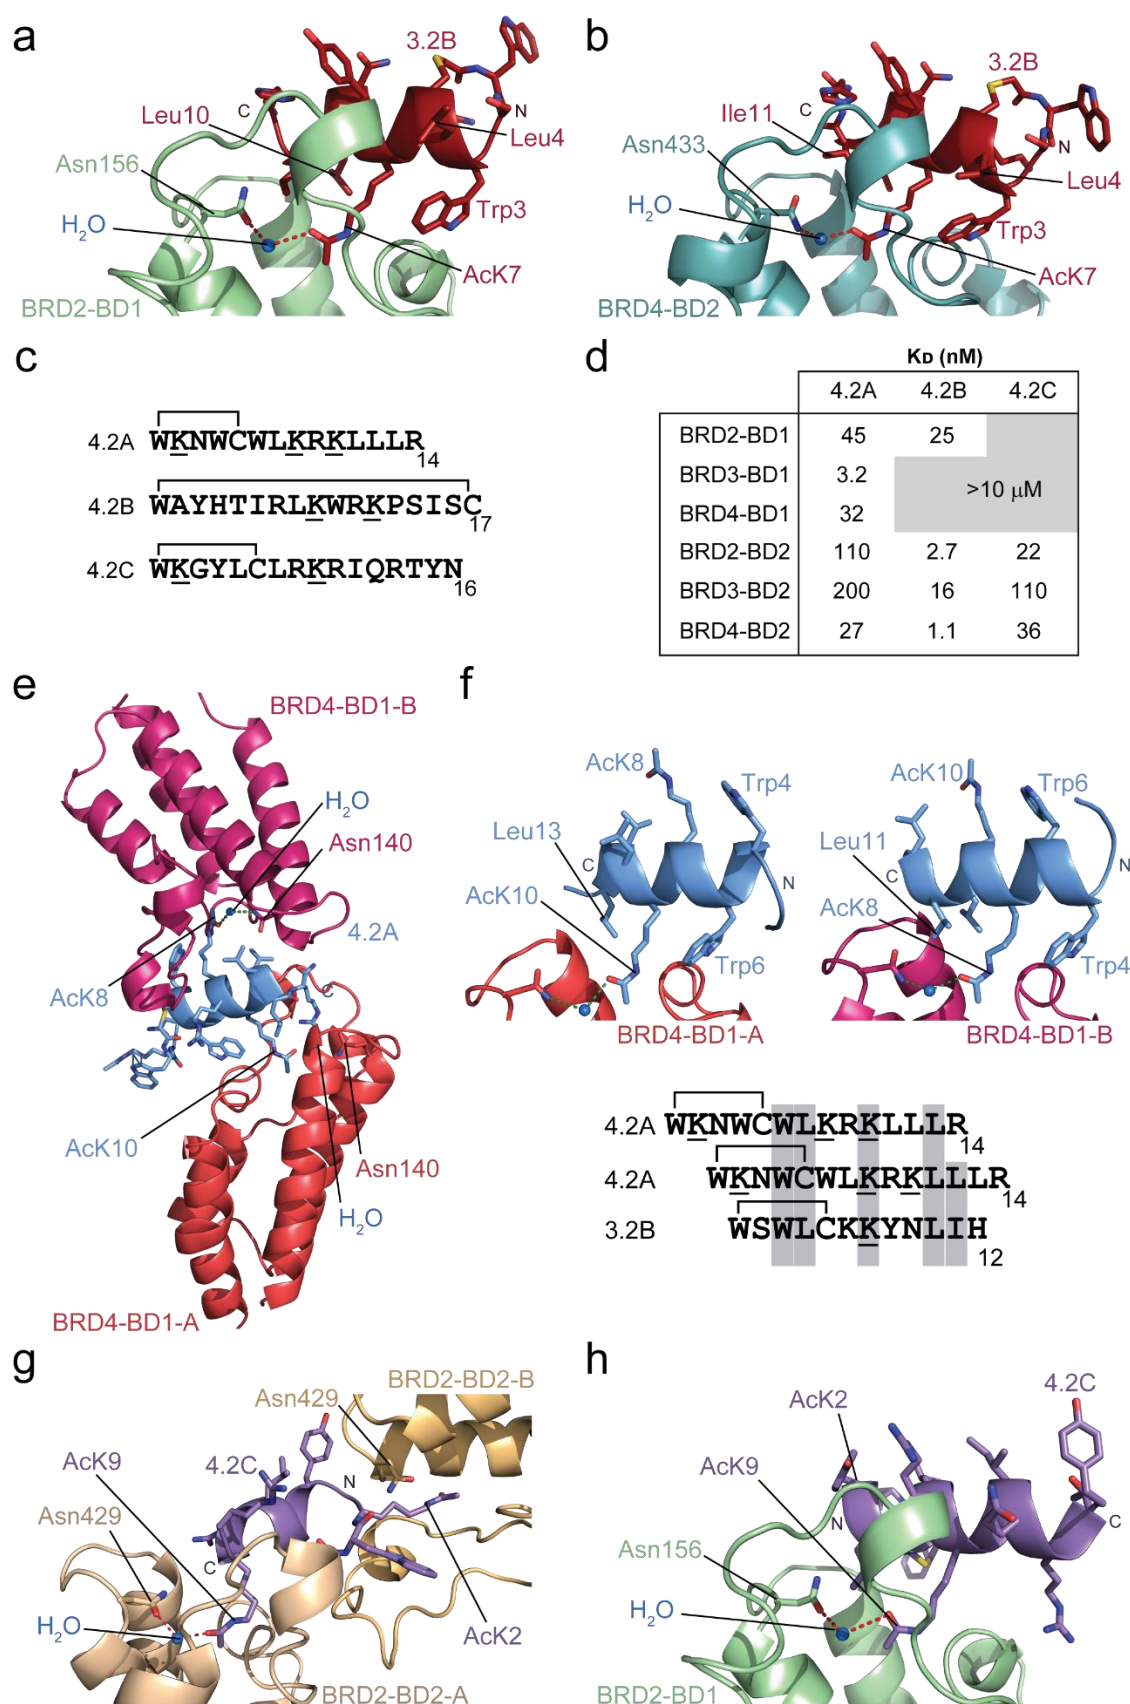 a
3.2B
C
N
Leu10
Leu4
Asn156
H2O
Trp3
AcK7
BRD2-BD1
b
3.2B
C
N
Ile11
Asn433
Leu4
H2O
Trp3
AcK7
BRD4-BD2
c
4.2A WKNWCWLKRKLLLR 14
4.2B WAYHTIRLKWRKPSISC 17
4.2C WKGYLCLRKRIQRTYN 16
d
KD (nM)
4.2A 4.2B 4.2C
BRD2-BD1 45 25
BRD3-BD1 3.2
>10 μM
BRD4-BD1 32
BRD2-BD2 110 2.7 22
BRD3-BD2 200 16 110
BRD4-BD2 27 1.1 36
e
BRD4-BD1-B
H2O
Asn140
4.2A
AcK8
C
AcK10
Asn140
H2O
BRD4-BD1-A
f
AcK8
Trp4
Leu13
C
N
AcK10
Trp6
BRD4-BD1-A
AcK10
Trp6
Leu11
C
N
AcK8
Trp4
BRD4-BD1-B
4.2A WKNWCWLKRKLLLR 14
4.2A WKNWCWLKRKLLLR 14
3.2B WSWLCKKYNLIH 12
g
BRD2-BD2-B
Asn429
AcK9
4.2C
N
Asn429
C
H2O
AcK2
BRD2-BD2-A
h
4.2C
AcK2
AcK9
N
C
Asn156
H2O
BRD2-BD1